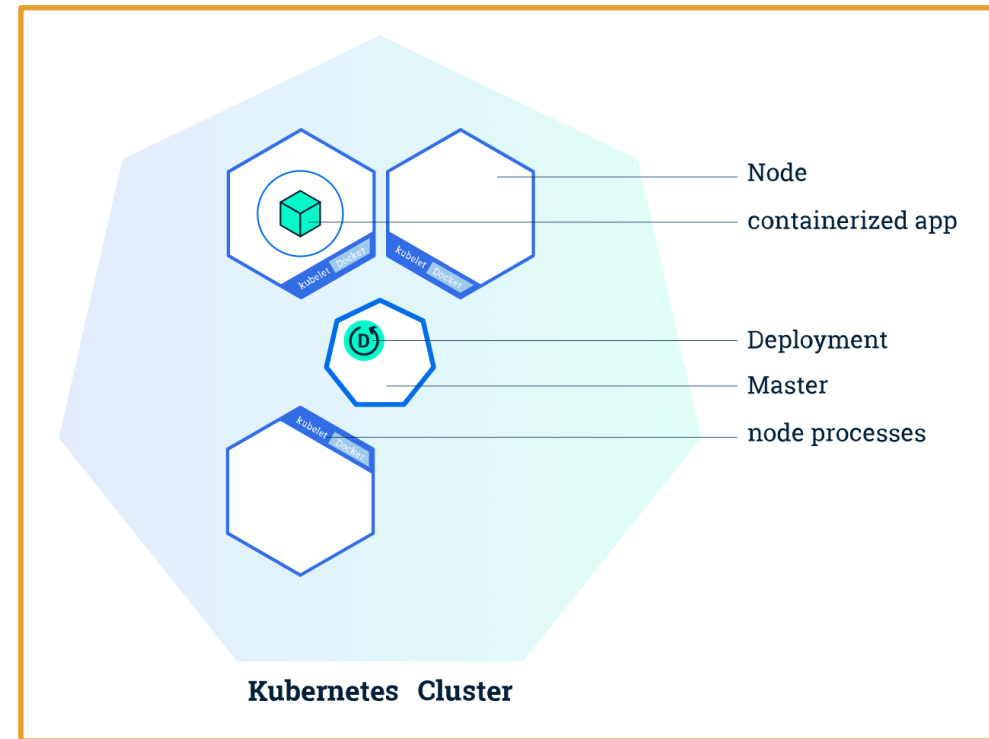 Node
containerized app
kubelet Docker
kubelet Docker
D
Deployment
Master
kubelet Docker
node processes
Kubernetes Cluster